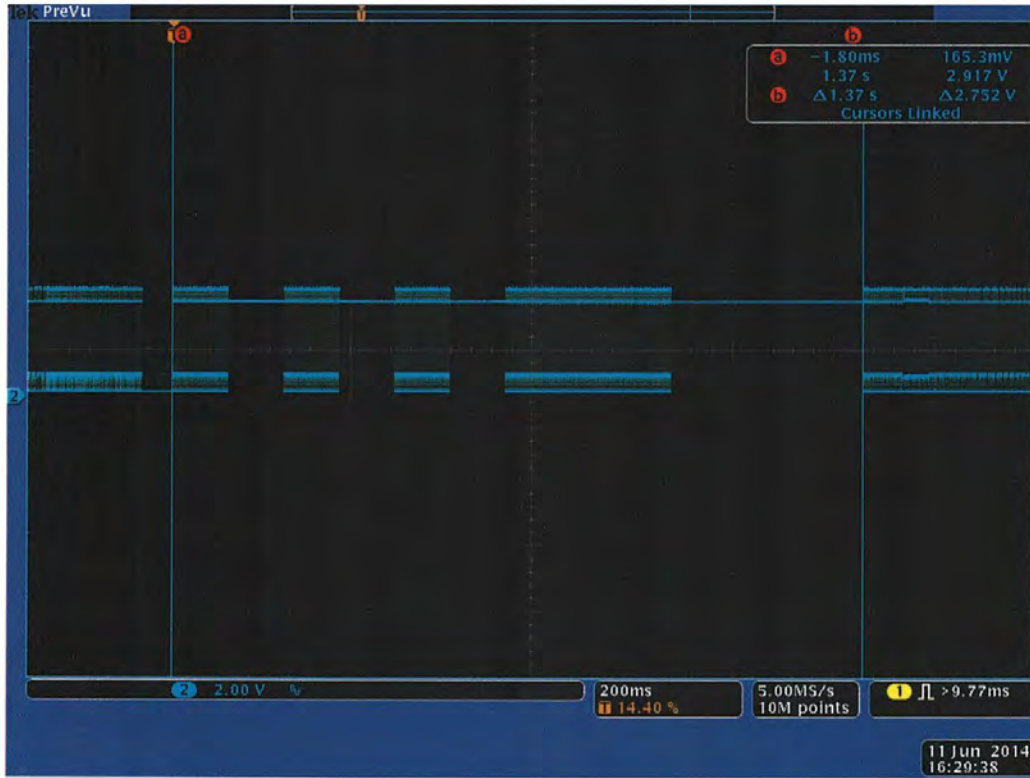 Tek PreVu
T
T a
b
a −1.80ms 165.3mV
1.37 s 2.917 V
b Δ1.37 s Δ2.752 V
Cursors Linked
2
2 2.00 V
200ms
T 14.40 %
5.00MS/s
10M points
1 >9.77ms
11 Jun 2014
16:29:38